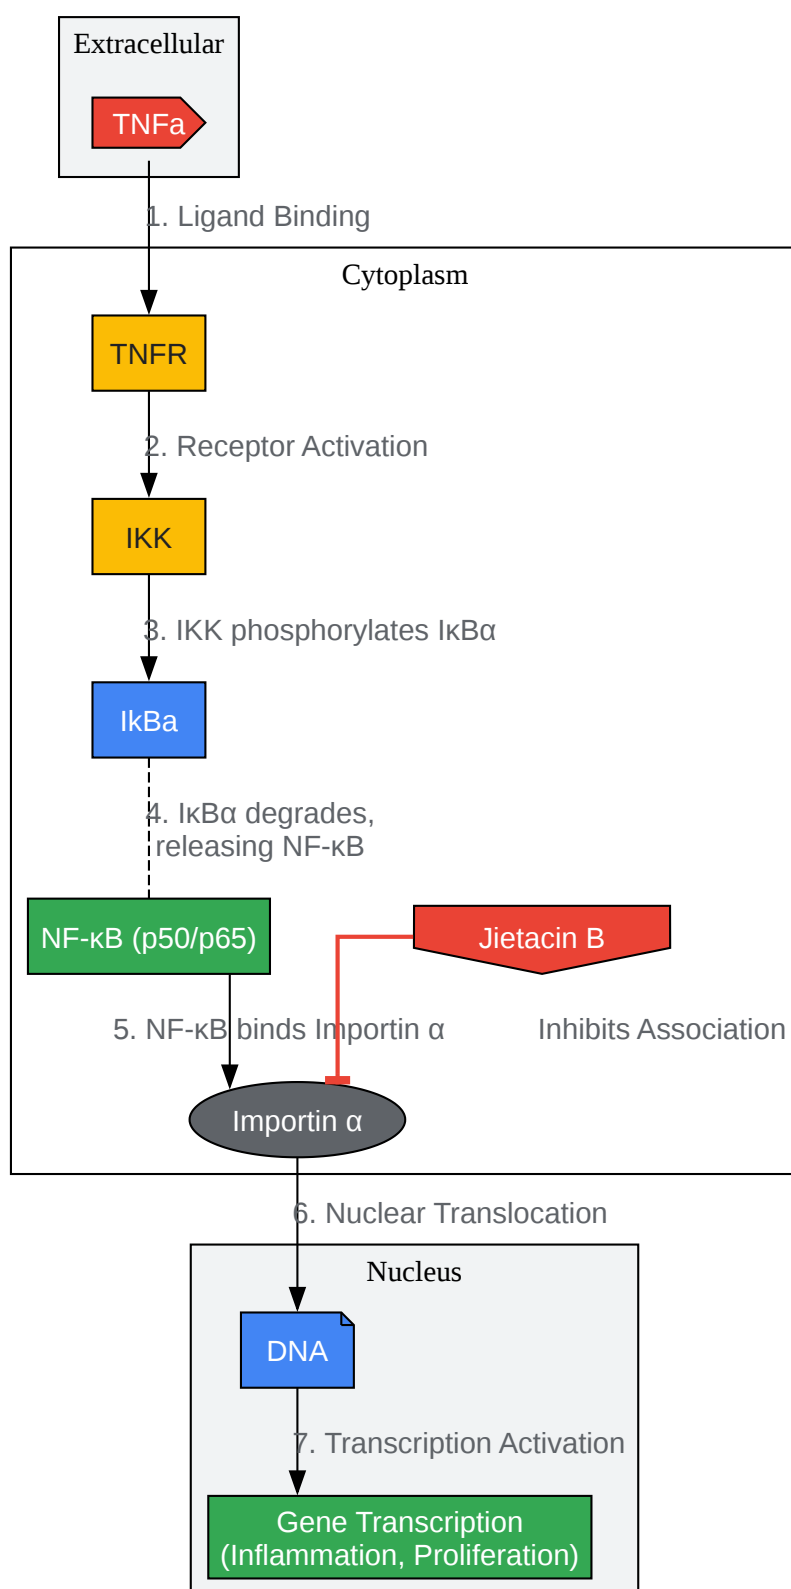 Extracellular
TNFa
1. Ligand Binding
Cytoplasm
TNFR
2. Receptor Activation
IKK
3. IKK phosphorylates IκBα
IkBa
4. IκBα degrades,
releasing NF-κB
NF-κB (p50/p65)
Jietacin B
5. NF-κB binds Importin α
Inhibits Association
Importin α
6. Nuclear Translocation
Nucleus
DNA
7. Transcription Activation
Gene Transcription
(Inflammation, Proliferation)